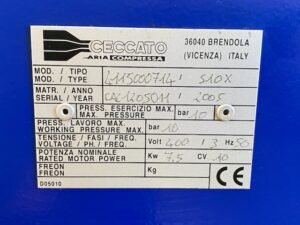 CECCATO
ARIA COMPRESSA
36040 BRENDOLA
(VICENZA) ITALY
MOD. / TIPO
MOD. / TYPE
4115000714 / S10X
MATR. / ANNO
SERIAL / YEAR
/ 2005
PRESS. ESERCIZIO MAX.
MAX. PRESSURE
bar 10
PRESS. LAVORO MAX.
WORKING PRESSURE MAX.
bar 10
TENSIONE / FASI / FREQ.
VOLTAGE / PH. / FREQ.
Volt 400 / 3 Hz 50
POTENZA NOMINALE
RATED MOTOR POWER
Kw 7,5 CV 10
FREON
FREON
Kg
CE
D05010